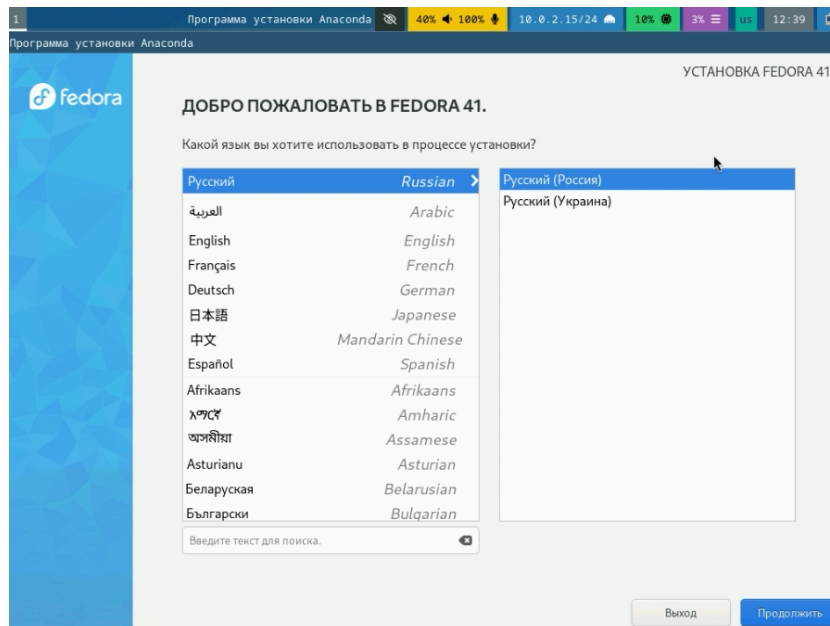 1 Программа установки Anaconda 40% 100% 10.0.2.15/24 10% 3% us 12:39
Программа установки Anaconda
fedora
УСТАНОВКА FEDORA 41
ДОБРО ПОЖАЛОВАТЬ В FEDORA 41.
Какой язык вы хотите использовать в процессе установки?
Русский Russian
Русский (Россия)
العربية Arabic
Русский (Украина)
English English
Français French
Deutsch German
日本語 Japanese
中文 Mandarin Chinese
Español Spanish
Afrikaans Afrikaans
አማርኛ Amharic
অসমীয়া Assamese
Asturianu Asturian
Беларуская Belarusian
Български Bulgarian
Введите текст для поиска.
Выход
Продолжить